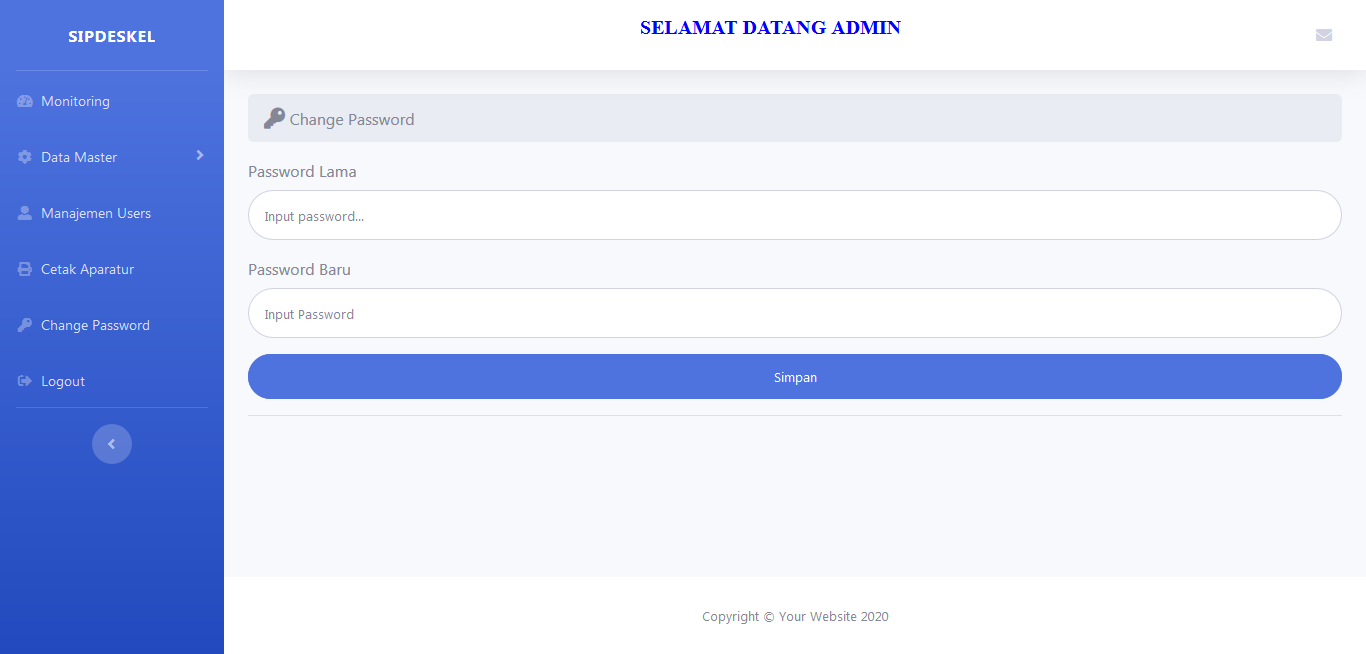 SIPDESKEL
Monitoring
Data Master
Manajemen Users
Cetak Aparatur
Change Password
Logout
SELAMAT DATANG ADMIN
Change Password
Password Lama
Input password...
Password Baru
Input Password
Simpan
Copyright © Your Website 2020